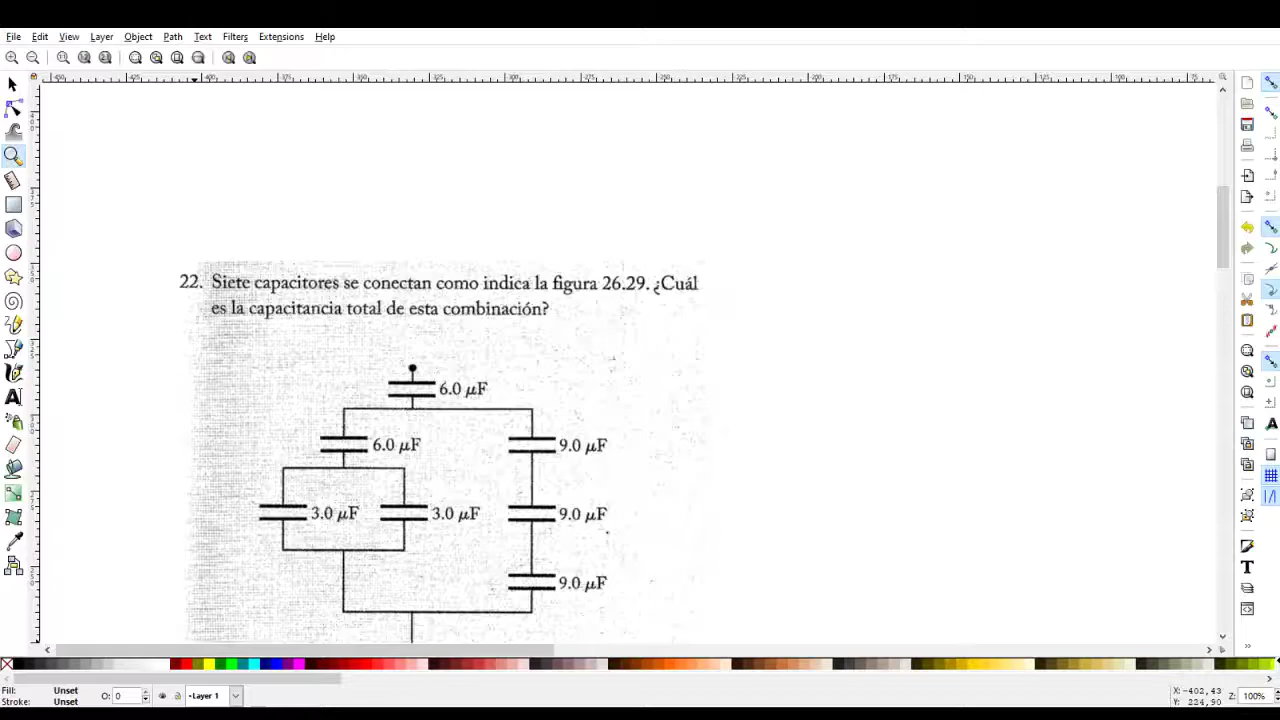 File Edit View Layer Object Path Text Filters Extensions Help
22. Siete capacitores se conectan como indica la figura 26.29. ¿Cuál
es la capacitancia total de esta combinación?
6.0 μF
6.0 μF
9.0 μF
3.0 μF
3.0 μF
9.0 μF
9.0 μF
Fill: Unset
Stroke: Unset
O: 0
Layer 1
X: -402,43
Y: 224,90
Z: 100%